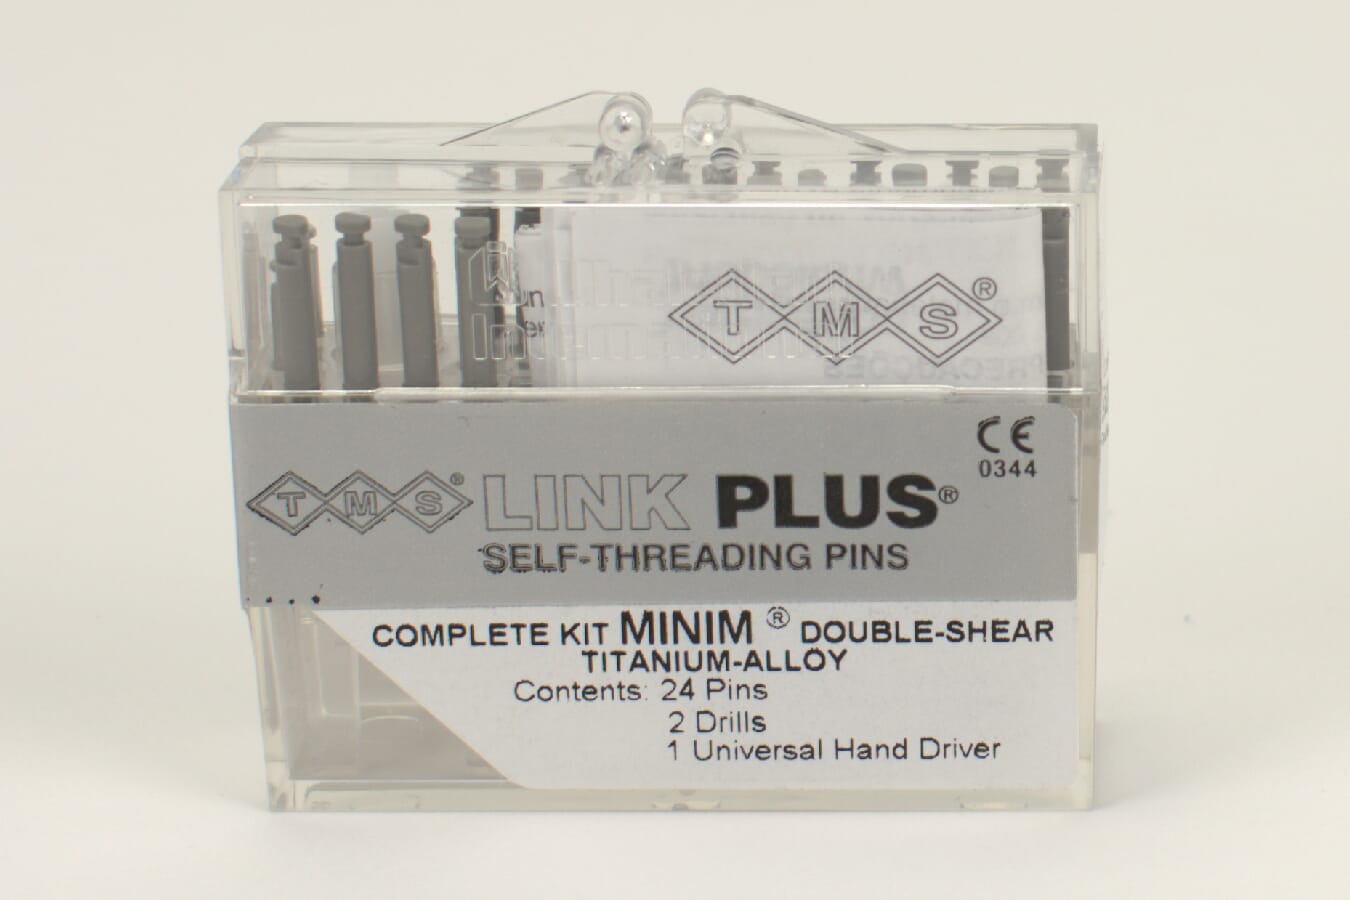 TMS®
PRECAUÇÕES
CE
0344
TMS® LINK PLUS®
SELF-THREADING PINS
COMPLETE KIT MINIM® DOUBLE-SHEAR
TITANIUM-ALLOY
Contents: 24 Pins
2 Drills
1 Universal Hand Driver